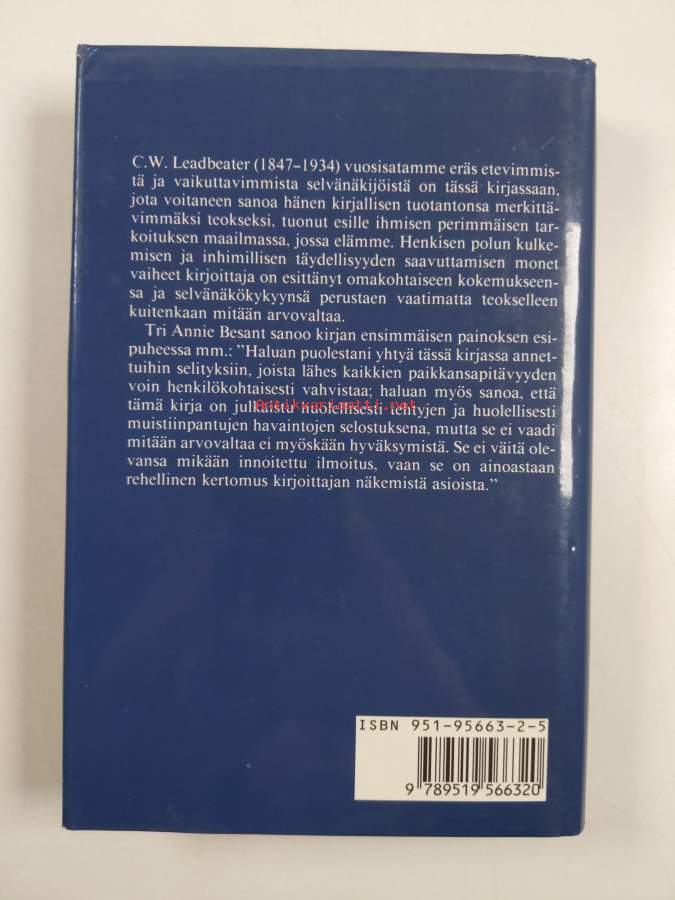 C.W. Leadbeater (1847–1934) vuosisatamme eräs etevimmis-
tä ja vaikuttavimmista selvänäkijöistä on tässä kirjassaan,
jota voitaneen sanoa hänen kirjallisen tuotantonsa merkittä-
vimmäksi teokseksi, tuonut esille ihmisen perimmäisen tar-
koituksen maailmassa, jossa elämme. Henkisen polun kulke-
misen ja inhimillisen täydellisyyden saavuttamisen monet
vaiheet kirjoittaja on esittänyt omakohtaiseen kokemukseen-
sa ja selvänäkökykyynsä perustaen vaatimatta teokselleen
kuitenkaan mitään arvovaltaa.
Tri Annie Besant sanoo kirjan ensimmäisen painoksen esi-
puheessa mm.: ”Haluan puolestani yhtyä tässä kirjassa annet-
tuihin selityksiin, joista lähes kaikkien paikkansapitävyyden
voin henkilökohtaisesti vahvistaa; haluan myös sanoa, että
tämä kirja on julkaistu huolellisesti tehtyjen ja huolellisesti
muistiinpantujen havaintojen selostuksena, mutta se ei vaadi
mitään arvovaltaa ei myöskään hyväksymistä. Se ei väitä ole-
vansa mikään innoitettu ilmoitus, vaan se on ainoastaan
rehellinen kertomus kirjoittajan näkemistä asioista.”
Antikvariaatti.net
ISBN 951-95663-2-5
9 789519 566320